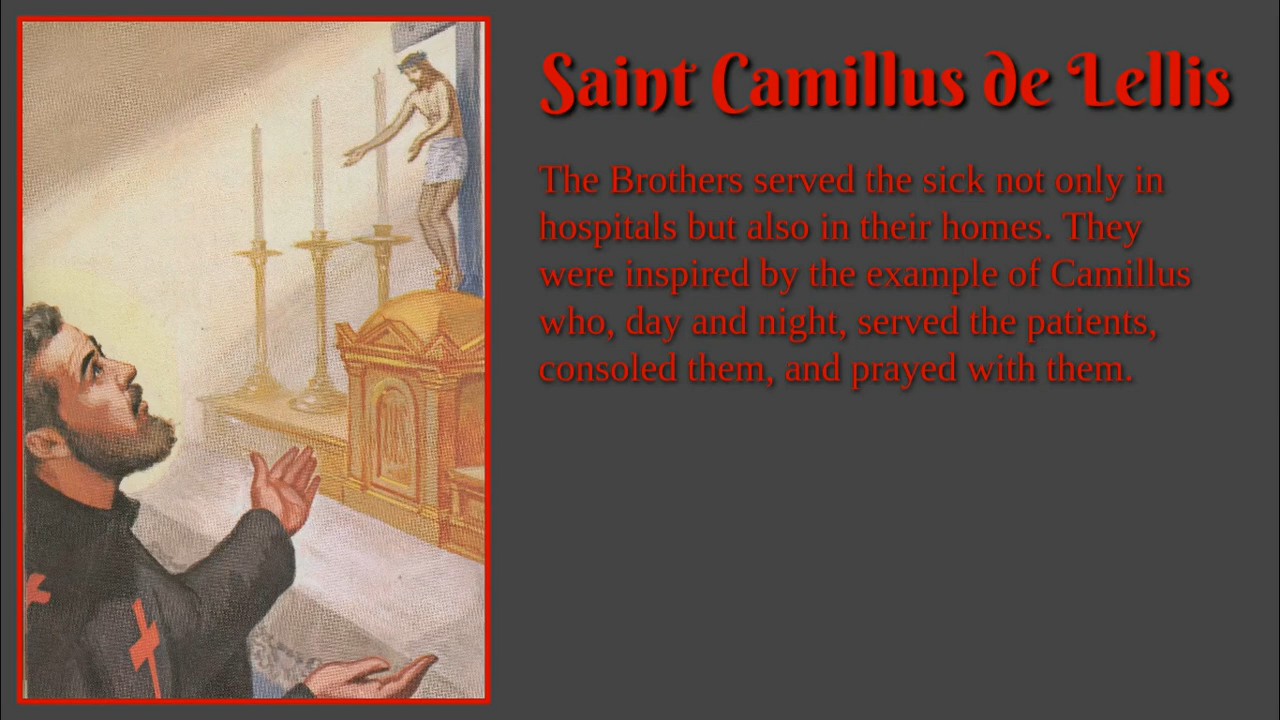 Saint Camillus de Lellis
The Brothers served the sick not only in
hospitals but also in their homes. They
were inspired by the example of Camillus
who, day and night, served the patients,
consoled them, and prayed with them.